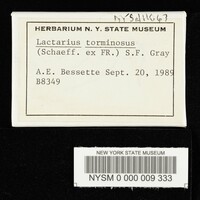 HERBARIUM N. Y. STATE MUSEUM
Lactarius torminosus
(Schaeff. ex FR.) S.F. Gray
A.E. Bessette Sept. 20, 1989
B8349
NEW YORK STATE MUSEUM
NYSM 0 000 009 333